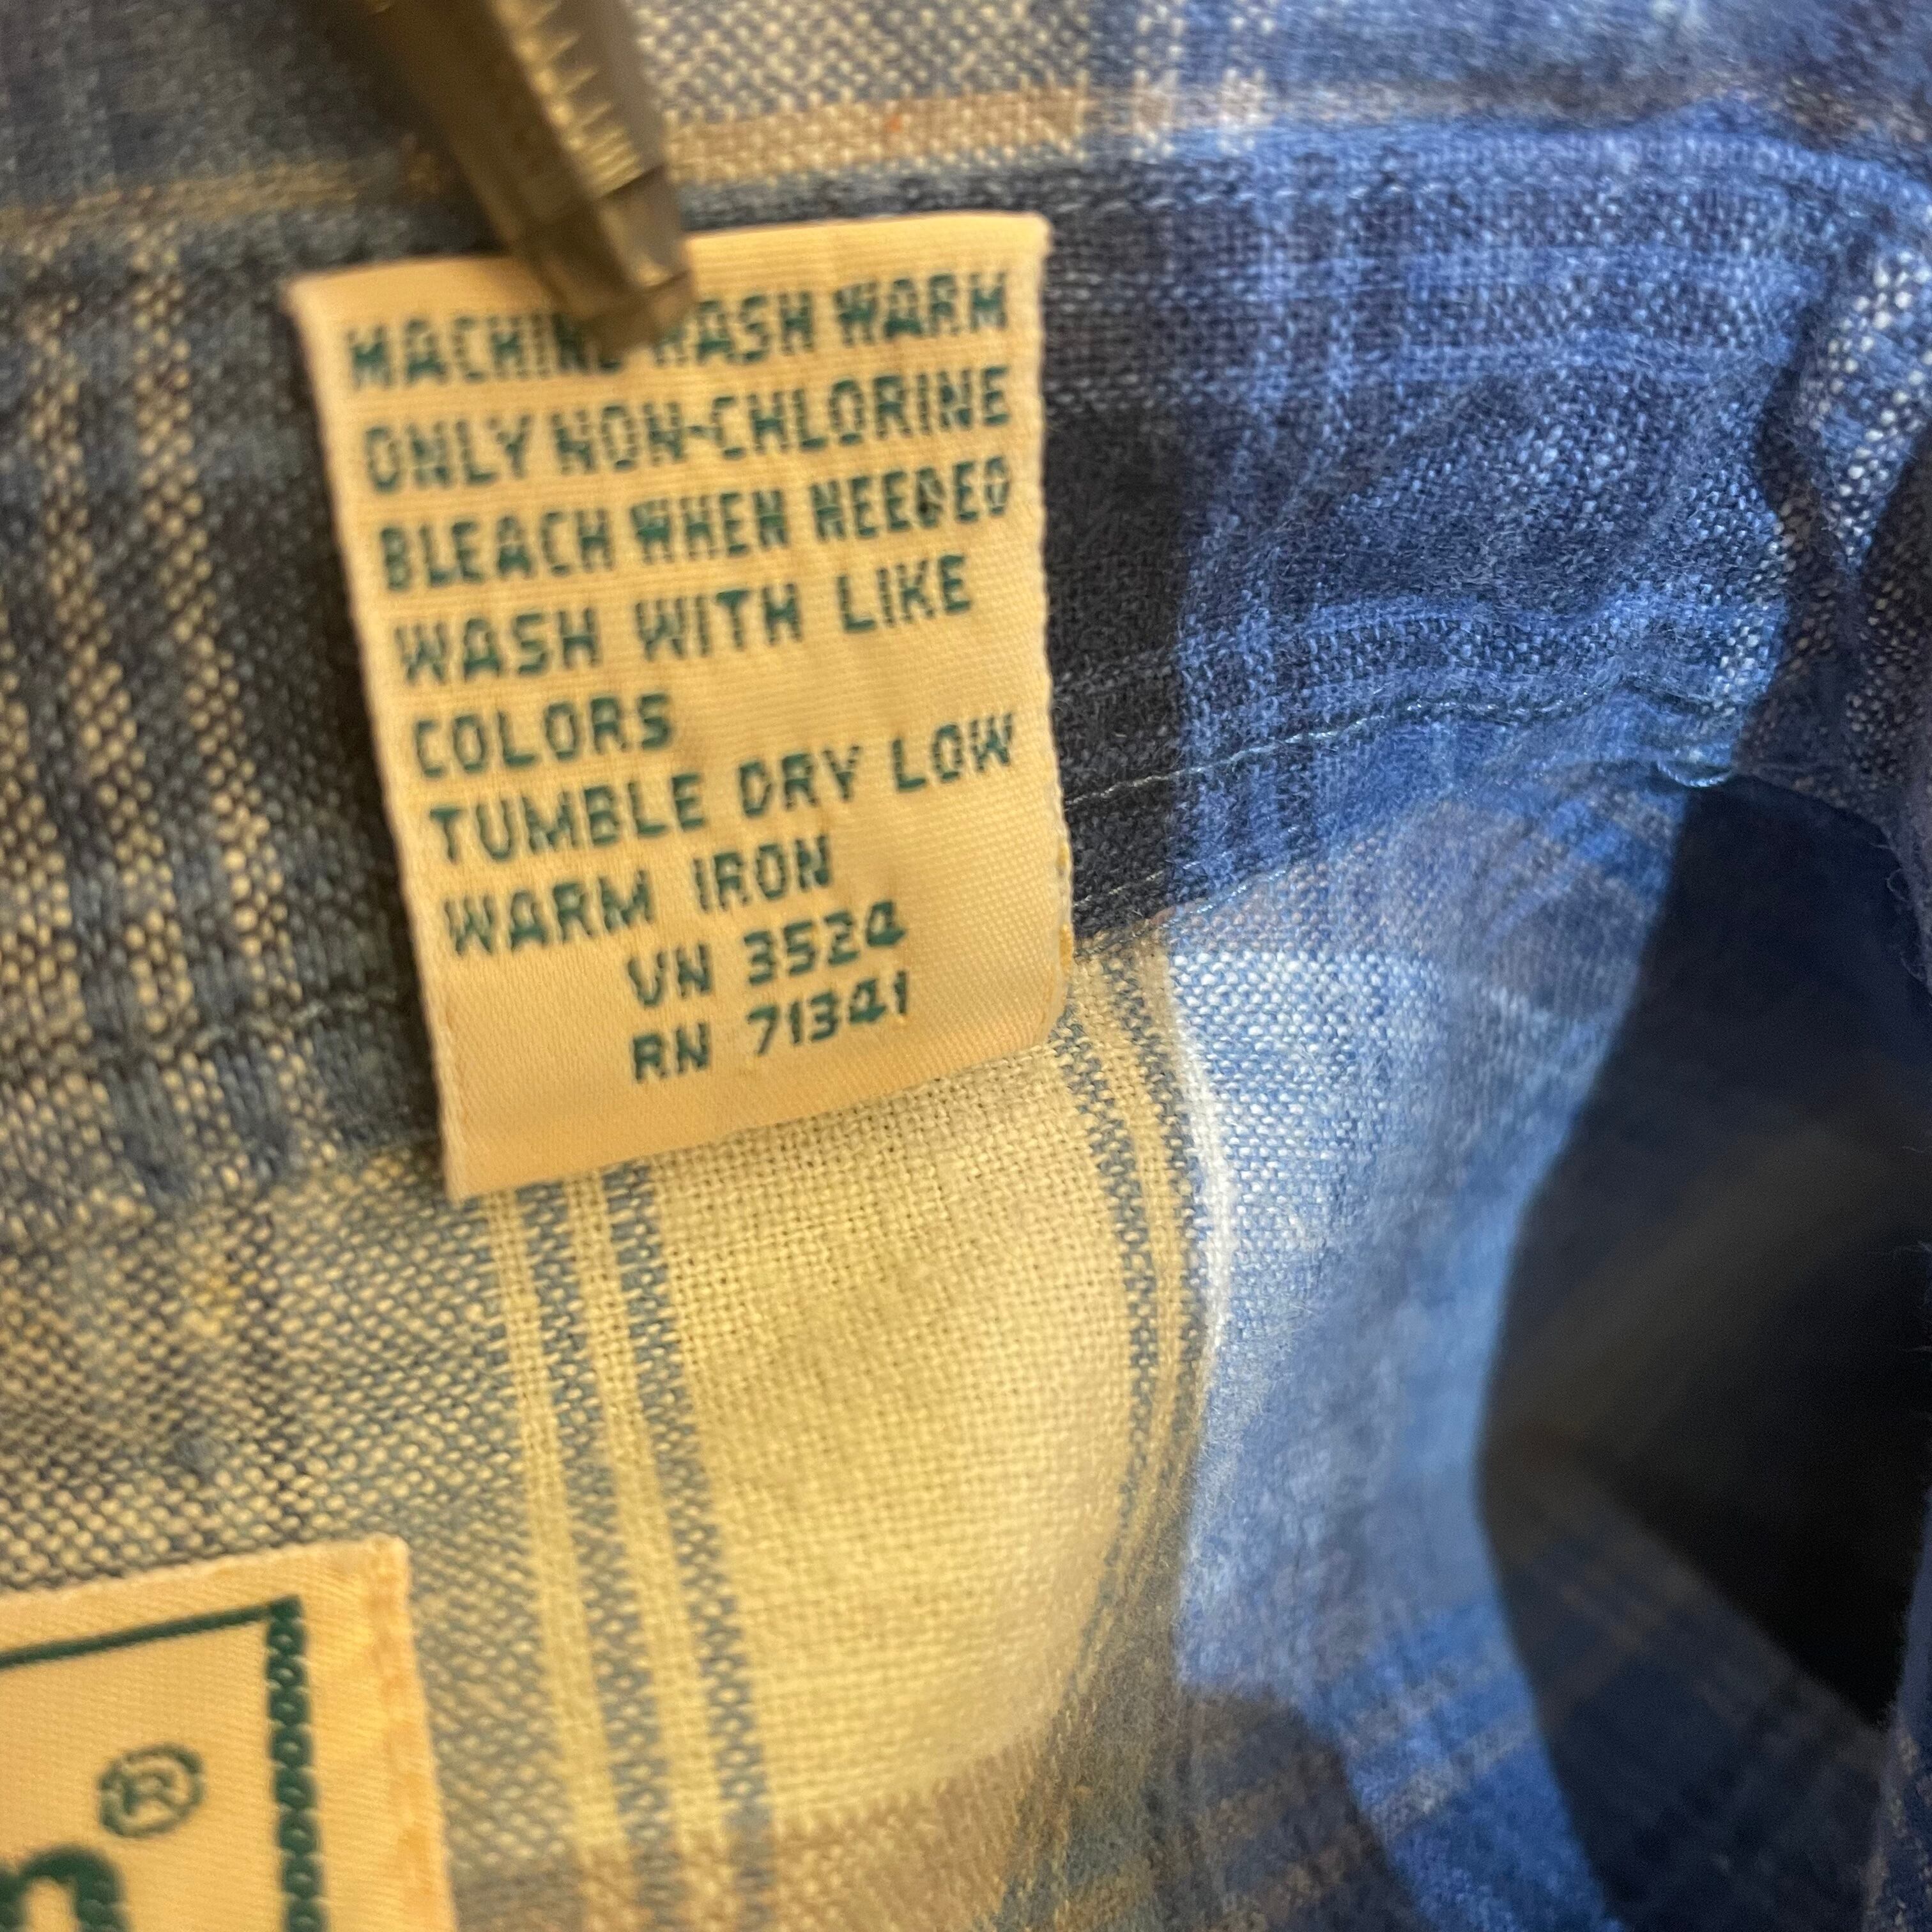 MACHINE WASH WARM
ONLY NON-CHLORINE
BLEACH WHEN NEEDED
WASH WITH LIKE
COLORS
TUMBLE DRY LOW
WARM IRON
VN 3524
RN 71341
n®